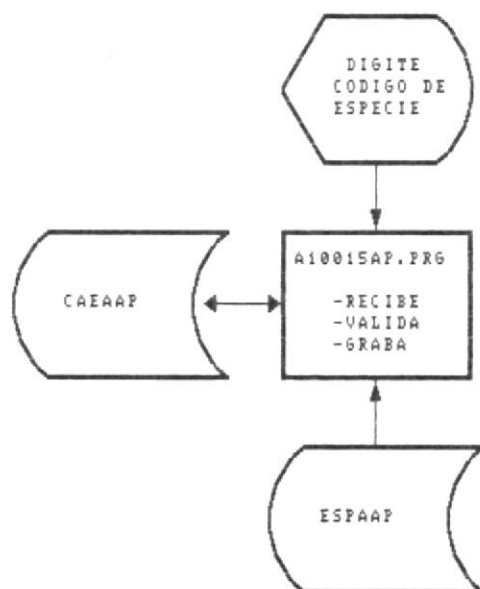 DIGITE
CODIGO DE
ESPECIE
A10015AP.PRG
-RECIBE
-VALIDA
-GRABA
CAEAAP
ESPAAP